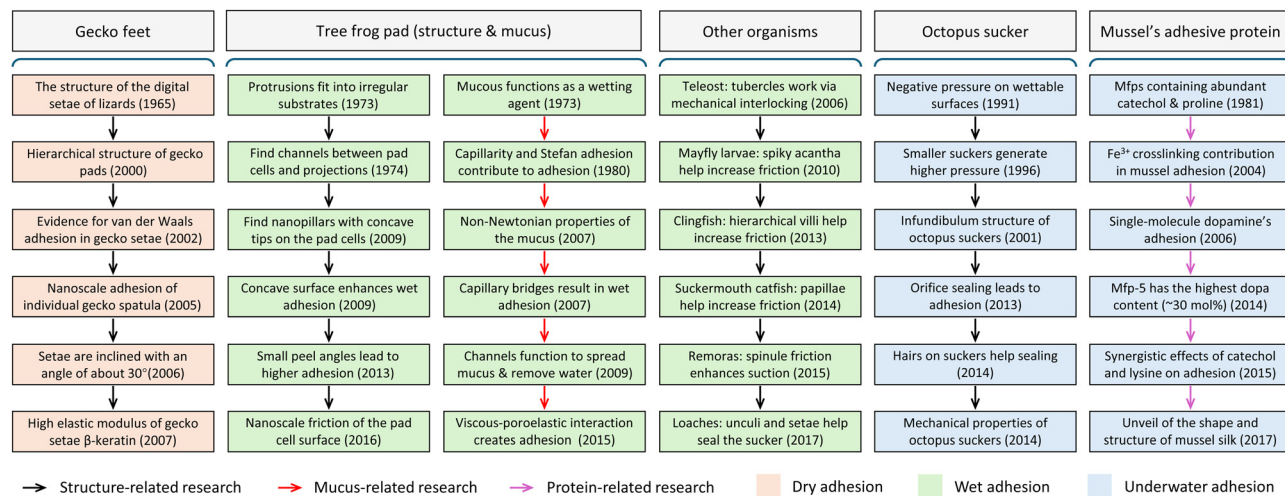 Gecko feet
Tree frog pad (structure & mucus)
Other organisms
Octopus sucker
Mussel's adhesive protein
The structure of the digital
setae of lizards (1965)
Hierarchical structure of gecko
pads (2000)
Evidence for van der Waals
adhesion in gecko setae (2002)
Nanoscale adhesion of
individual gecko spatula (2005)
Setae are inclined with an
angle of about 30°(2006)
High elastic modulus of gecko
setae β-keratin (2007)
Protrusions fit into irregular
substrates (1973)
Find channels between pad
cells and projections (1974)
Find nanopillars with concave
tips on the pad cells (2009)
Concave surface enhances wet
adhesion (2009)
Small peel angles lead to
higher adhesion (2013)
Nanoscale friction of the pad
cell surface (2016)
Mucous functions as a wetting
agent (1973)
Capillarity and Stefan adhesion
contribute to adhesion (1980)
Non-Newtonian properties of
the mucus (2007)
Capillary bridges result in wet
adhesion (2007)
Channels function to spread
mucus & remove water (2009)
Viscous-poroelastic interaction
creates adhesion (2015)
Teleost: tubercles work via
mechanical interlocking (2006)
Mayfly larvae: spiky acantha
help increase friction (2010)
Clingfish: hierarchical villi help
increase friction (2013)
Suckermouth catfish: papillae
help increase friction (2014)
Remoras: spinule friction
enhances suction (2015)
Loaches: unculi and setae help
seal the sucker (2017)
Negative pressure on wettable
surfaces (1991)
Smaller suckers generate
higher pressure (1996)
Infundibulum structure of
octopus suckers (2001)
Orifice sealing leads to
adhesion (2013)
Hairs on suckers help sealing
(2014)
Mechanical properties of
octopus suckers (2014)
Mfps containing abundant
catechol & proline (1981)
Fe³⁺ crosslinking contribution
in mussel adhesion (2004)
Single-molecule dopamine's
adhesion (2006)
Mfp-5 has the highest dopa
content (~30 mol%) (2014)
Synergistic effects of catechol
and lysine on adhesion (2015)
Unveil of the shape and
structure of mussel silk (2017)
Structure-related research
Mucus-related research
Protein-related research
Dry adhesion
Wet adhesion
Underwater adhesion